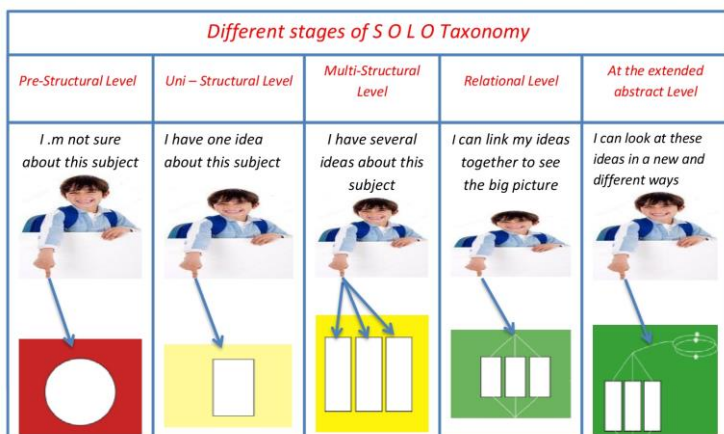 Different stages of S O L O Taxonomy
Pre-Structural Level
Uni – Structural Level
Multi-Structural
Level
Relational Level
At the extended
abstract Level
I .m not sure
about this subject
I have one idea
about this subject
I have several
ideas about this
subject
I can link my ideas
together to see
the big picture
I can look at these
ideas in a new and
different ways